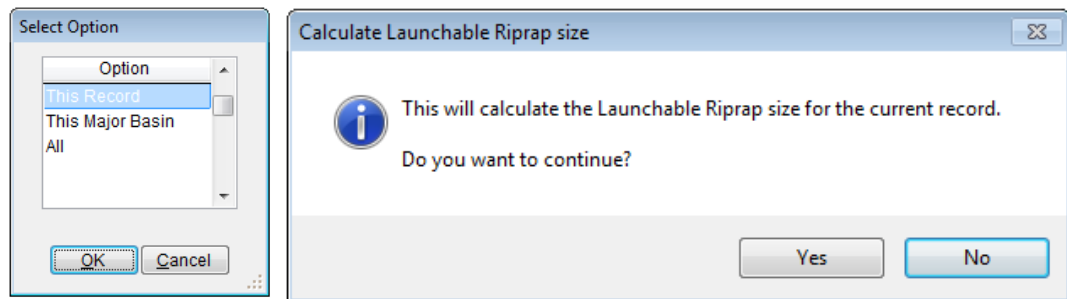 Select Option
Option
This Record
This Major Basin
All
OK
Cancel
Calculate Launchable Riprap size
This will calculate the Launchable Riprap size for the current record.
Do you want to continue?
Yes
No